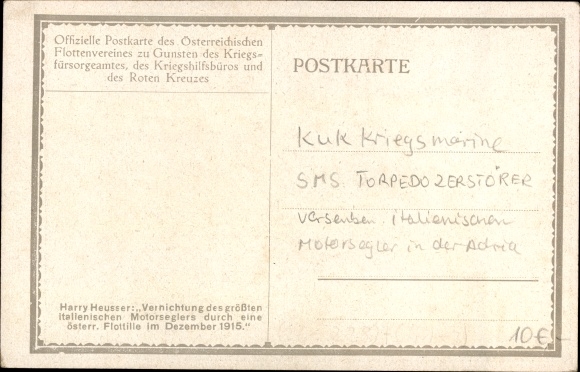 Offizielle Postkarte des Österreichischen
Flottenvereines zu Gunsten des Kriegs=
fürsorgeamtes, des Kriegshilfsbüros und
des Roten Kreuzes
POSTKARTE
KuK Kriegsmarine
SMS TORPEDOZERSTÖRER
versenken italienischen
Motorsegler in der Adria
Harry Heusser: „Vernichtung des größten
italienischen Motorseglers durch eine
österr. Flottille im Dezember 1915."
10€-